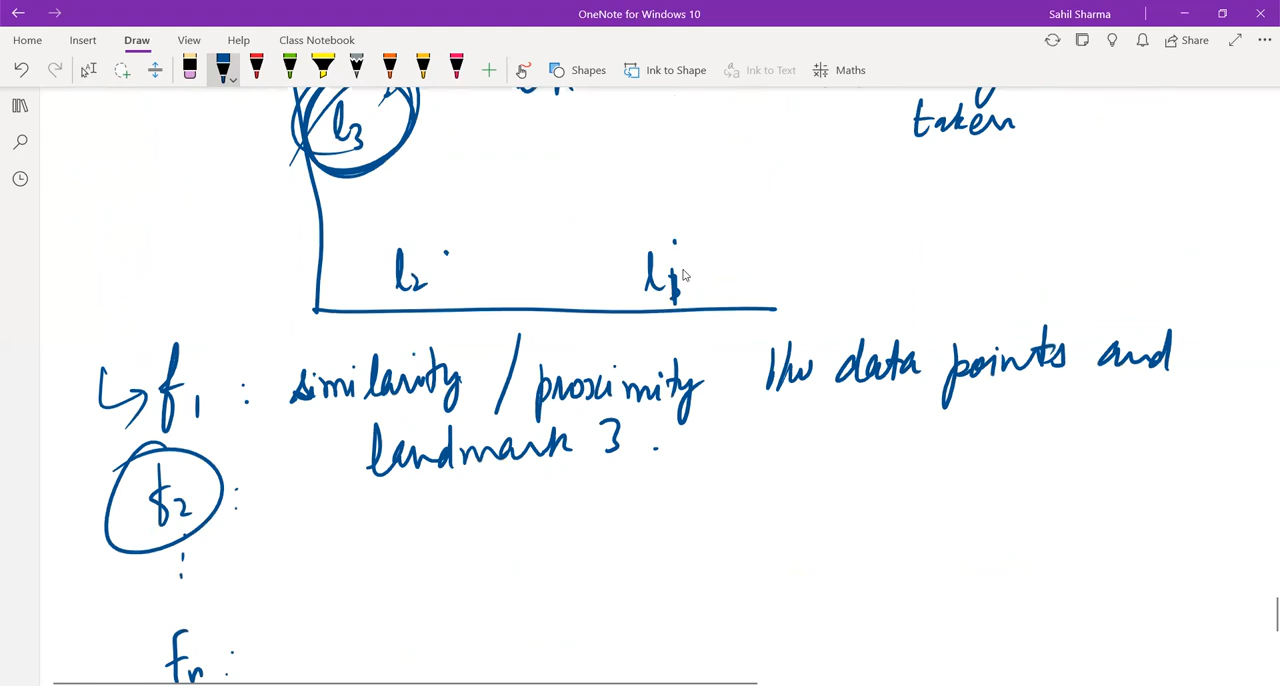 OneNote for Windows 10
Sahil Sharma
Home Insert Draw View Help Class Notebook
Share
Shapes Ink to Shape Ink to Text Maths
l3
taken
l2
l
f1 : similarity / proximity the data points and
landmark 3 .
f2 :
:
fn :